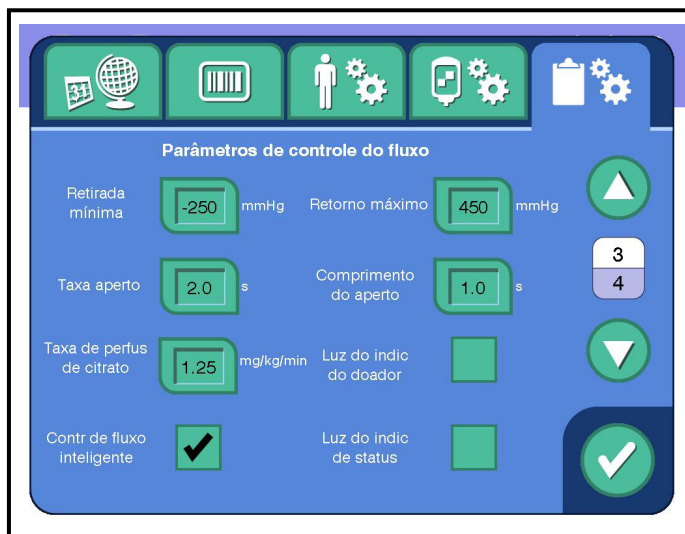 31
Parâmetros de controle do fluxo
Retirada
mínima
-250 mmHg
Retorno máximo
450 mmHg
Taxa aperto
2.0 s
Comprimento
do aperto
1.0 s
Taxa de perfus
de citrato
1.25 mg/kg/min
Luz do indic
do doador
Contr de fluxo
inteligente
Luz do indic
de status
3
4